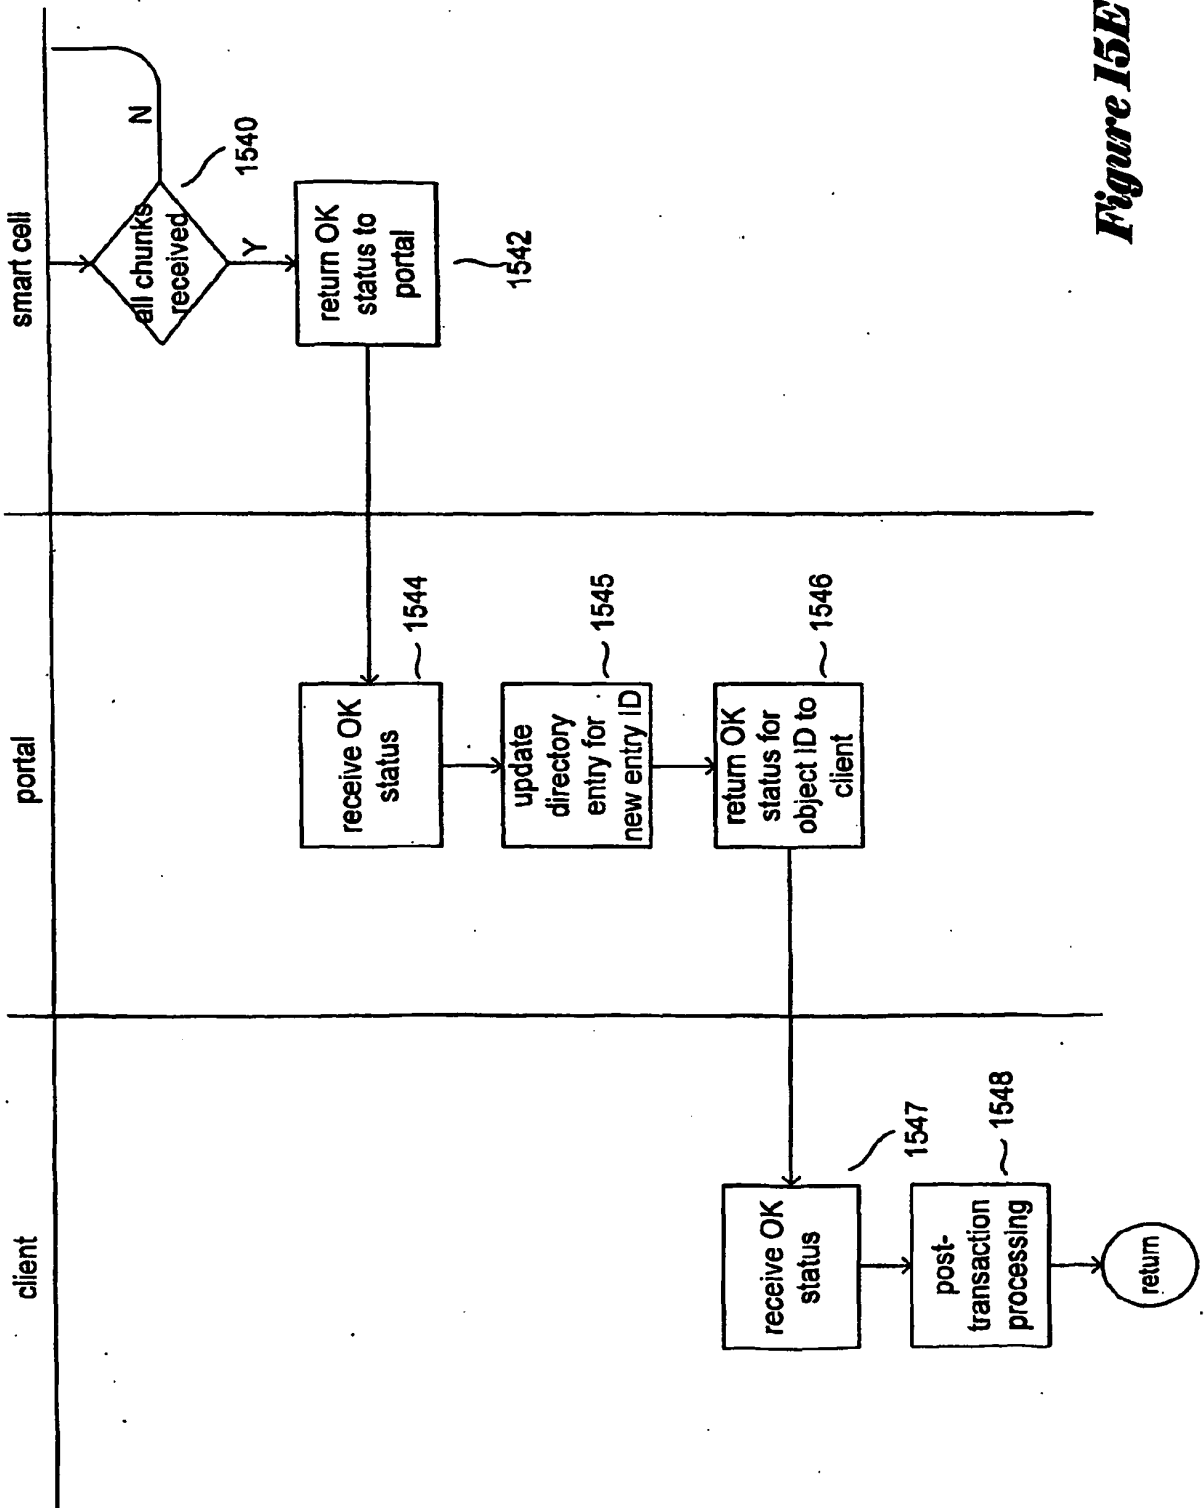 client
portal
smart cell
all chunks
received
N
1540
Y
return OK
status to
portal
1542
receive OK
status
1544
update
directory
entry for
new entry ID
1545
return OK
status for
object ID to
client
1546
receive OK
status
1547
post-
transaction
processing
1548
return
Figure 15E